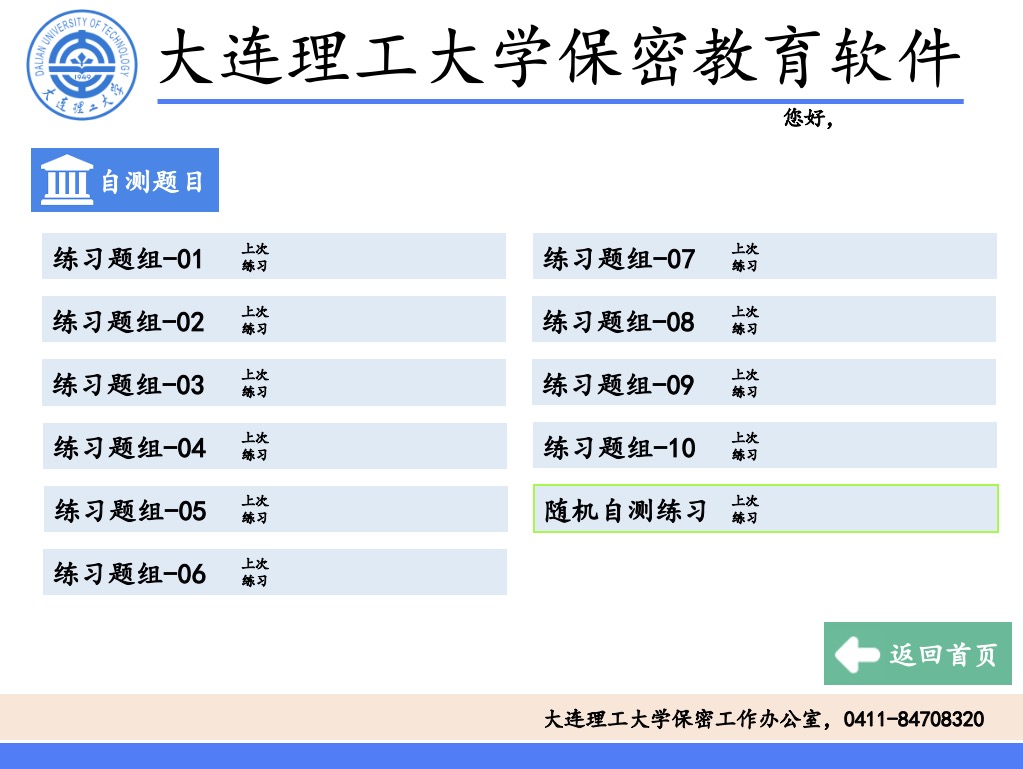 DALIAN UNIVERSITY OF TECHNOLOGY
1949
大连理工大学
大连理工大学保密教育软件
您好，
自测题目
练习题组-01 上次练习
练习题组-02 上次练习
练习题组-03 上次练习
练习题组-04 上次练习
练习题组-05 上次练习
练习题组-06 上次练习
练习题组-07 上次练习
练习题组-08 上次练习
练习题组-09 上次练习
练习题组-10 上次练习
随机自测练习 上次练习
返回首页
大连理工大学保密工作办公室，0411-84708320